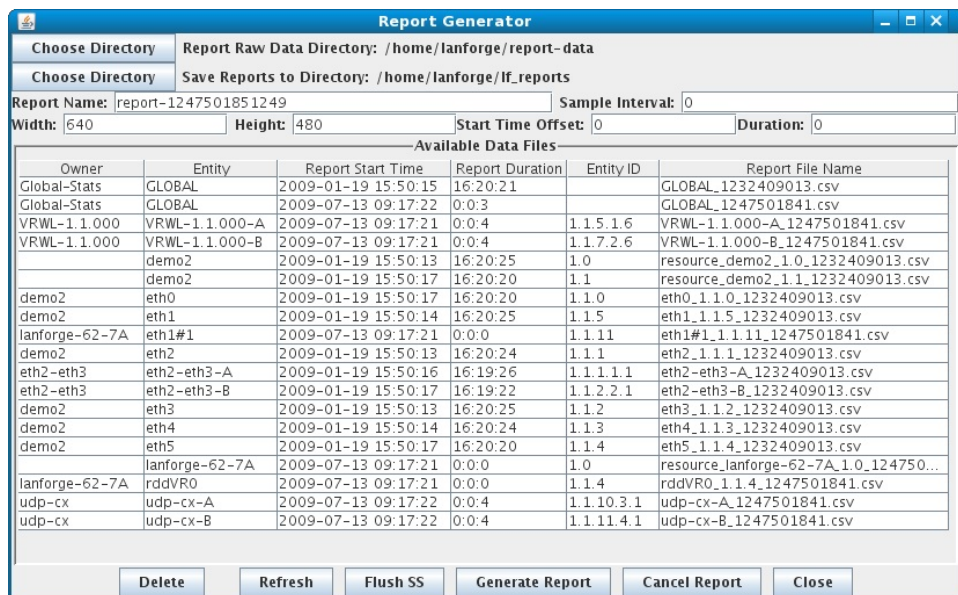 Report Generator
Choose Directory Report Raw Data Directory: /home/lanforge/report-data
Choose Directory Save Reports to Directory: /home/lanforge/lf_reports
Report Name: report-1247501851249 Sample Interval: 0
Width: 640 Height: 480 Start Time Offset: 0 Duration: 0
Available Data Files
Owner Entity Report Start Time Report Duration Entity ID Report File Name
Global-Stats GLOBAL 2009-01-19 15:50:15 16:20:21 GLOBAL_1232409013.csv
Global-Stats GLOBAL 2009-07-13 09:17:22 0:0:3 GLOBAL_1247501841.csv
VRWL-1.1.000 VRWL-1.1.000-A 2009-07-13 09:17:21 0:0:4 1.1.5.1.6 VRWL-1.1.000-A_1247501841.csv
VRWL-1.1.000 VRWL-1.1.000-B 2009-07-13 09:17:21 0:0:4 1.1.7.2.6 VRWL-1.1.000-B_1247501841.csv
demo2 2009-01-19 15:50:13 16:20:25 1.0 resource_demo2_1.0_1232409013.csv
demo2 2009-01-19 15:50:17 16:20:20 1.1 resource_demo2_1.1_1232409013.csv
demo2 eth0 2009-01-19 15:50:17 16:20:20 1.1.0 eth0_1.1.0_1232409013.csv
demo2 eth1 2009-01-19 15:50:14 16:20:25 1.1.5 eth1_1.1.5_1232409013.csv
lanforge-62-7A eth1#1 2009-07-13 09:17:21 0:0:0 1.1.11 eth1#1_1.1.11_1247501841.csv
demo2 eth2 2009-01-19 15:50:13 16:20:24 1.1.1 eth2_1.1.1_1232409013.csv
eth2-eth3 eth2-eth3-A 2009-01-19 15:50:16 16:19:26 1.1.1.1.1 eth2-eth3-A_1232409013.csv
eth2-eth3 eth2-eth3-B 2009-01-19 15:50:17 16:19:22 1.1.2.2.1 eth2-eth3-B_1232409013.csv
demo2 eth3 2009-01-19 15:50:13 16:20:25 1.1.2 eth3_1.1.2_1232409013.csv
demo2 eth4 2009-01-19 15:50:14 16:20:24 1.1.3 eth4_1.1.3_1232409013.csv
demo2 eth5 2009-01-19 15:50:17 16:20:20 1.1.4 eth5_1.1.4_1232409013.csv
lanforge-62-7A 2009-07-13 09:17:21 0:0:0 1.0 resource_lanforge-62-7A_1.0_124750...
lanforge-62-7A rddVR0 2009-07-13 09:17:21 0:0:0 1.1.4 rddVR0_1.1.4_1247501841.csv
udp-cx udp-cx-A 2009-07-13 09:17:22 0:0:4 1.1.10.3.1 udp-cx-A_1247501841.csv
udp-cx udp-cx-B 2009-07-13 09:17:22 0:0:4 1.1.11.4.1 udp-cx-B_1247501841.csv
Delete Refresh Flush SS Generate Report Cancel Report Close